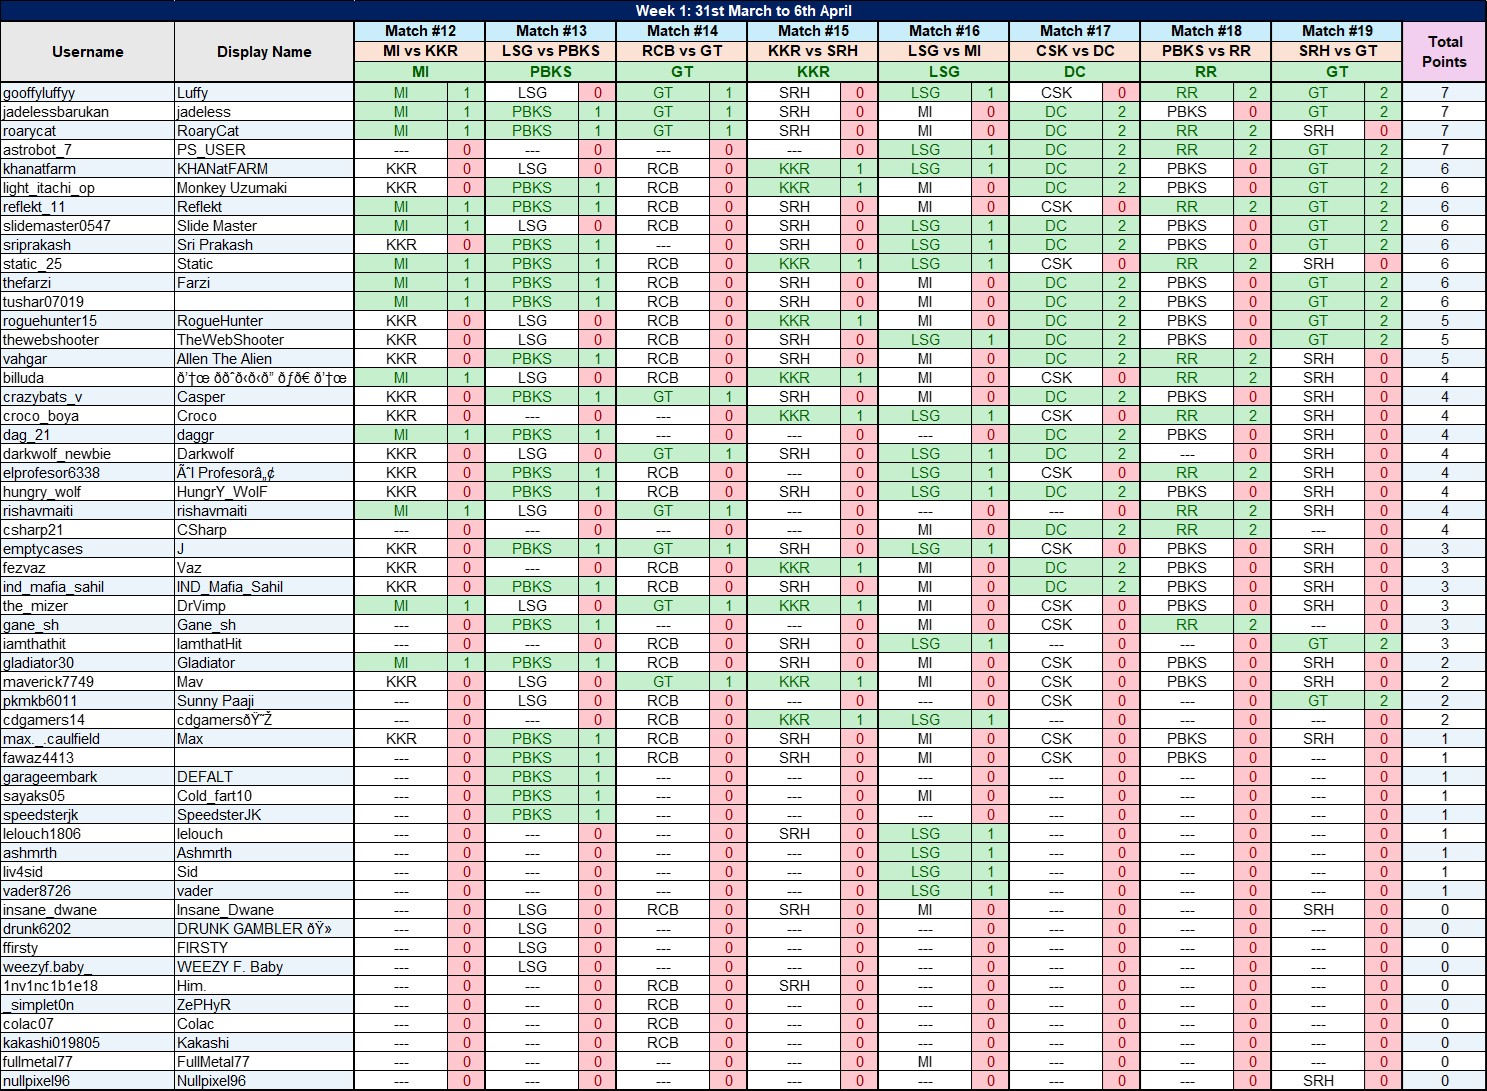 Week 1: 31st March to 6th April
Username Display Name Match #12 Match #13 Match #14 Match #15 Match #16 Match #17 Match #18 Match #19 Total Points
MI vs KKR LSG vs PBKS RCB vs GT KKR vs SRH LSG vs MI CSK vs DC PBKS vs RR SRH vs GT
MI PBKS GT KKR LSG DC RR GT
gooffyluffyy Luffy MI 1 LSG 0 GT 1 SRH 0 LSG 1 CSK 0 RR 2 GT 2 7
jadelessbarukan jadeless MI 1 PBKS 1 GT 1 SRH 0 MI 0 DC 2 PBKS 0 GT 2 7
roarycat RoaryCat MI 1 PBKS 1 GT 1 SRH 0 MI 0 DC 2 RR 2 SRH 0 7
astrobot_7 PS_USER --- 0 --- 0 --- 0 --- 0 LSG 1 DC 2 RR 2 GT 2 7
khanatfarm KHANatFARM KKR 0 LSG 0 RCB 0 KKR 1 LSG 1 DC 2 PBKS 0 GT 2 6
light_itachi_op Monkey Uzumaki KKR 0 PBKS 1 RCB 0 KKR 1 MI 0 DC 2 PBKS 0 GT 2 6
reflekt_11 Reflekt MI 1 PBKS 1 RCB 0 SRH 0 MI 0 CSK 0 RR 2 GT 2 6
slidemaster0547 Slide Master MI 1 LSG 0 RCB 0 SRH 0 LSG 1 DC 2 PBKS 0 GT 2 6
sriprakash Sri Prakash KKR 0 PBKS 1 --- 0 SRH 0 LSG 1 DC 2 PBKS 0 GT 2 6
static_25 Static MI 1 PBKS 1 RCB 0 KKR 1 LSG 1 CSK 0 RR 2 SRH 0 6
thefarzi Farzi MI 1 PBKS 1 RCB 0 SRH 0 MI 0 DC 2 PBKS 0 GT 2 6
tushar07019 MI 1 PBKS 1 RCB 0 SRH 0 MI 0 DC 2 PBKS 0 GT 2 6
roguehunter15 RogueHunter KKR 0 LSG 0 RCB 0 KKR 1 MI 0 DC 2 PBKS 0 GT 2 5
thewebshooter TheWebShooter KKR 0 LSG 0 RCB 0 SRH 0 LSG 1 DC 2 PBKS 0 GT 2 5
vahgar Allen The Alien KKR 0 PBKS 1 RCB 0 SRH 0 MI 0 DC 2 RR 2 SRH 0 5
billuda MI 1 LSG 0 RCB 0 KKR 1 MI 0 CSK 0 RR 2 SRH 0 4
crazybats_v Casper KKR 0 PBKS 1 GT 1 SRH 0 MI 0 DC 2 PBKS 0 SRH 0 4
croco_boya Croco KKR 0 --- 0 --- 0 KKR 1 LSG 1 CSK 0 RR 2 SRH 0 4
dag_21 daggr MI 1 PBKS 1 --- 0 --- 0 --- 0 DC 2 PBKS 0 SRH 0 4
darkwolf_newbie Darkwolf KKR 0 LSG 0 GT 1 SRH 0 LSG 1 DC 2 --- 0 SRH 0 4
elprofesor6338 Ãˆl Profesorâ„¢ KKR 0 PBKS 1 RCB 0 --- 0 LSG 1 CSK 0 RR 2 SRH 0 4
hungry_wolf HungrY_WolF KKR 0 PBKS 1 RCB 0 SRH 0 LSG 1 DC 2 PBKS 0 SRH 0 4
rishavmaiti rishavmaiti MI 1 LSG 0 GT 1 --- 0 --- 0 --- 0 RR 2 SRH 0 4
csharp21 CSharp --- 0 --- 0 --- 0 --- 0 MI 0 DC 2 RR 2 --- 0 4
emptycases J KKR 0 PBKS 1 GT 1 SRH 0 LSG 1 CSK 0 PBKS 0 SRH 0 3
fezvaz Vaz KKR 0 --- 0 RCB 0 KKR 1 MI 0 DC 2 PBKS 0 SRH 0 3
ind_mafia_sahil IND_Mafia_Sahil KKR 0 PBKS 1 RCB 0 SRH 0 MI 0 DC 2 PBKS 0 SRH 0 3
the_mizer DrVimp MI 1 LSG 0 GT 1 KKR 1 MI 0 CSK 0 PBKS 0 SRH 0 3
gane_sh Gane_sh --- 0 PBKS 1 --- 0 --- 0 MI 0 CSK 0 RR 2 --- 0 3
iamthathit IamthatHit --- 0 --- 0 RCB 0 SRH 0 LSG 1 --- 0 --- 0 GT 2 3
gladiator30 Gladiator MI 1 PBKS 1 RCB 0 SRH 0 MI 0 CSK 0 PBKS 0 SRH 0 2
maverick7749 Mav KKR 0 LSG 0 GT 1 KKR 1 MI 0 CSK 0 PBKS 0 SRH 0 2
pkmkb6011 Sunny Paaji --- 0 LSG 0 RCB 0 --- 0 --- 0 CSK 0 --- 0 GT 2 2
cdgamers14 cdgamersðŸ˜Ž --- 0 --- 0 RCB 0 KKR 1 LSG 1 --- 0 --- 0 --- 0 2
max._.caulfield Max KKR 0 PBKS 1 RCB 0 SRH 0 MI 0 CSK 0 PBKS 0 SRH 0 1
fawaz4413 --- 0 PBKS 1 RCB 0 SRH 0 MI 0 CSK 0 PBKS 0 --- 0 1
garageembark DEFALT --- 0 PBKS 1 --- 0 --- 0 --- 0 --- 0 --- 0 --- 0 1
sayaks05 Cold_fart10 --- 0 PBKS 1 --- 0 --- 0 MI 0 --- 0 --- 0 --- 0 1
speedsterjk SpeedsterJK --- 0 PBKS 1 --- 0 --- 0 --- 0 --- 0 --- 0 --- 0 1
lelouch1806 lelouch --- 0 --- 0 --- 0 SRH 0 LSG 1 --- 0 --- 0 --- 0 1
ashmrth Ashmrth --- 0 --- 0 --- 0 --- 0 LSG 1 --- 0 --- 0 --- 0 1
liv4sid Sid --- 0 --- 0 --- 0 --- 0 LSG 1 --- 0 --- 0 --- 0 1
vader8726 vader --- 0 --- 0 --- 0 --- 0 LSG 1 --- 0 --- 0 --- 0 1
insane_dwane Insane_Dwane --- 0 LSG 0 RCB 0 SRH 0 MI 0 --- 0 --- 0 SRH 0 0
drunk6202 DRUNK GAMBLER ðŸ» --- 0 LSG 0 --- 0 --- 0 --- 0 --- 0 --- 0 --- 0 0
ffirsty FIRSTY --- 0 LSG 0 --- 0 --- 0 --- 0 --- 0 --- 0 --- 0 0
weezyf.baby_ WEEZY F. Baby --- 0 LSG 0 --- 0 --- 0 --- 0 --- 0 --- 0 --- 0 0
1nv1nc1b1e18 Him. --- 0 --- 0 RCB 0 SRH 0 --- 0 --- 0 --- 0 --- 0 0
_simplet0n ZePHyR --- 0 --- 0 RCB 0 --- 0 --- 0 --- 0 --- 0 --- 0 0
colac07 Colac --- 0 --- 0 RCB 0 --- 0 --- 0 --- 0 --- 0 --- 0 0
kakashi019805 Kakashi --- 0 --- 0 RCB 0 --- 0 --- 0 --- 0 --- 0 --- 0 0
fullmetal77 FullMetal77 --- 0 --- 0 --- 0 --- 0 MI 0 --- 0 --- 0 --- 0 0
nullpixel96 Nullpixel96 --- 0 --- 0 --- 0 --- 0 --- 0 --- 0 --- 0 SRH 0 0